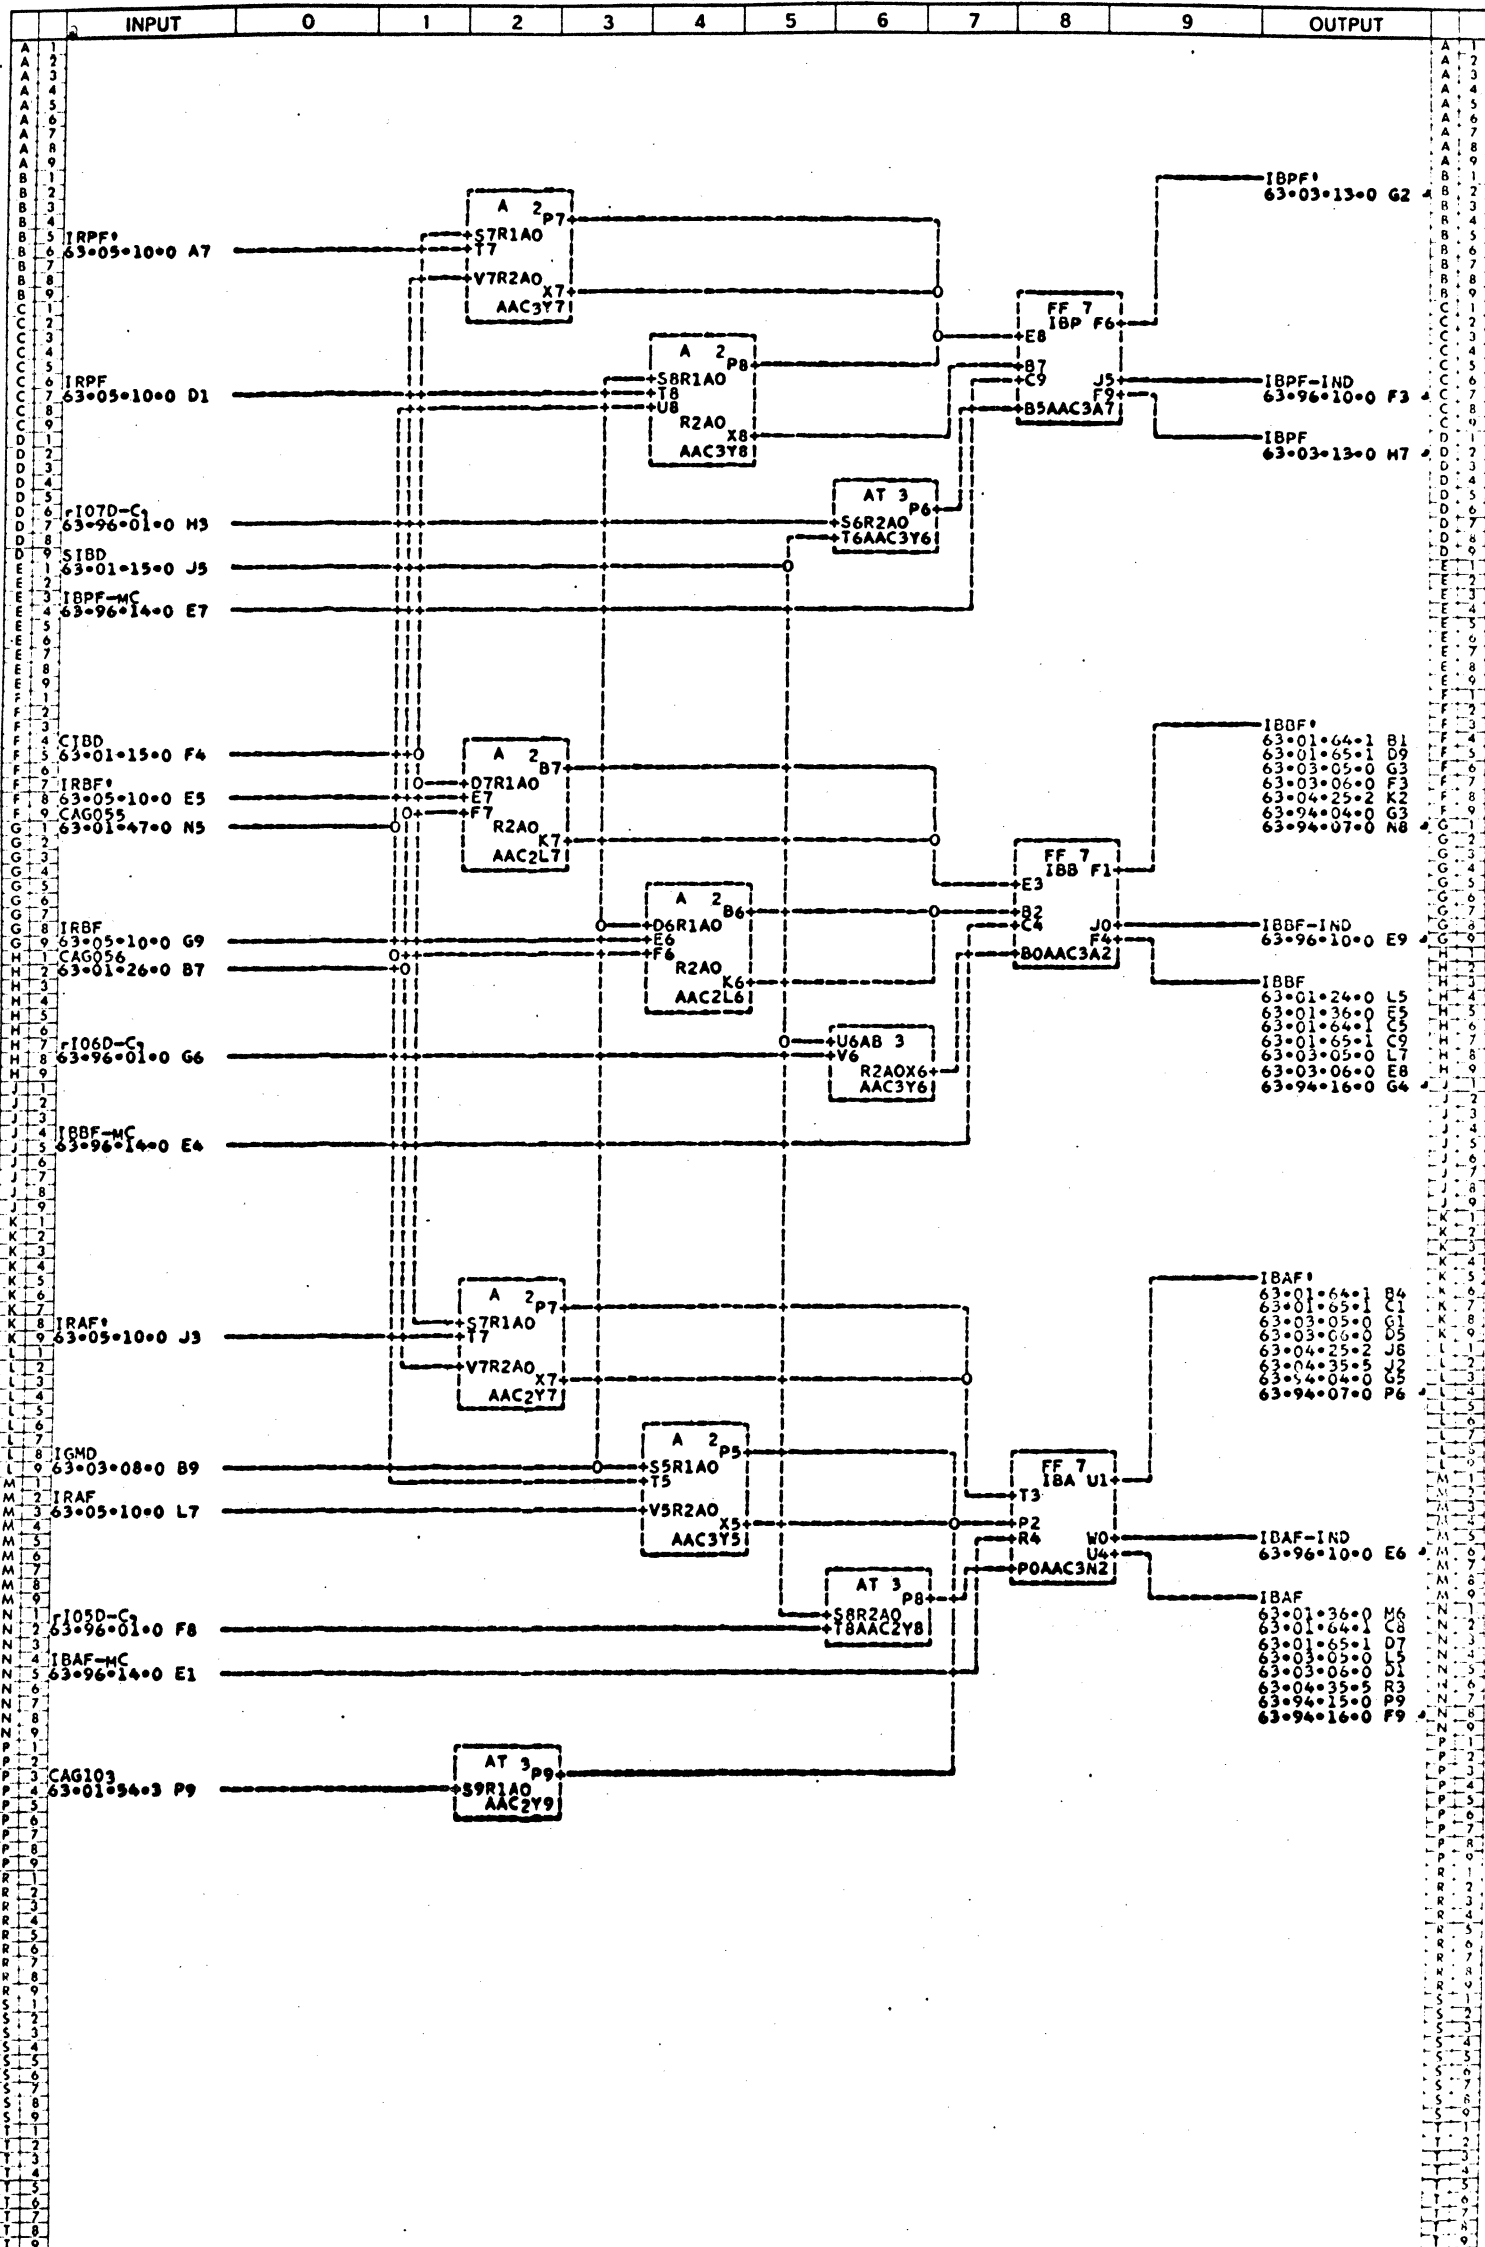 INPUT 0 1 2 3 4 5 6 7 8 9 OUTPUT
IBPF'
63•03•13•0 G2
A 2
P7
IRPF'
63•05•10•0 A7
S7R1A0
T7
V7R2A0
X7
AAC3Y7
FF 7
IBP F6
E8
B7
C9 J5
F9
B5AAC3A7
A 2
P8
IRPF
63•05•10•0 D1
S8R1A0
T8
U8
R2A0
X8
AAC3Y8
IBPF-IND
63•96•10•0 F3
IBPF
63•03•13•0 H7
AT 3
P6
rI07D-C
63•96•01•0 H3
S6R2A0
T6AAC3Y6
SIBD
63•01•15•0 J5
IBPF-MC
63•96•14•0 E7
CIBD
63•01•15•0 F4
IRBF'
63•05•10•0 E5
CAG055
63•01•47•0 N5
A 2
B7
D7R1A0
E7
F7
R2A0
K7
AAC2L7
IBBF'
63•01•64•1 B1
63•01•65•1 D9
63•03•05•0 G3
63•03•06•0 F3
63•04•25•2 K2
63•94•04•0 G3
63•94•07•0 N8
FF 7
IBB F1
E3
B2
C4 J0
F4
B0AAC3A2
A 2
B6
IRBF
63•05•10•0 G9
CAG056
63•01•26•0 B7
D6R1A0
E6
F6
R2A0
K6
AAC2L6
IBBF-IND
63•96•10•0 E9
IBBF
63•01•24•0 L5
63•01•36•0 E5
63•01•64•1 C5
63•01•65•1 C9
63•03•05•0 L7
63•03•06•0 E8
63•94•16•0 G4
rI06D-C
63•96•01•0 G6
U6AB 3
V6
R2A0X6
AAC3Y6
IBBF-MC
63•96•14•0 E4
A 2
P7
IRAF'
63•05•10•0 J3
S7R1A0
T7
V7R2A0
X7
AAC2Y7
IBAF'
63•01•64•1 B4
63•01•65•1 C1
63•03•05•0 G1
63•03•06•0 D5
63•04•25•2 J8
63•04•35•5 J2
63•94•04•0 G5
63•94•07•0 P6
A 2
P5
IGMD
63•03•08•0 B9
IRAF
63•05•10•0 L7
S5R1A0
T5
V5R2A0
X5
AAC3Y5
FF 7
IBA U1
T3
P2
R4 W0
U4
P0AAC3N2
IBAF-IND
63•96•10•0 E6
AT 3
P8
rI05D-C
63•96•01•0 F8
S8R2A0
T8AAC2Y8
IBAF-MC
63•96•14•0 E1
IBAF
63•01•36•0 M6
63•01•64•1 C8
63•01•65•1 D7
63•03•05•0 L5
63•03•06•0 D1
63•04•35•5 R3
63•94•15•0 P9
63•94•16•0 F9
CAG103
63•01•54•3 P9
AT 3
P9
S9R1A0
AAC2Y9